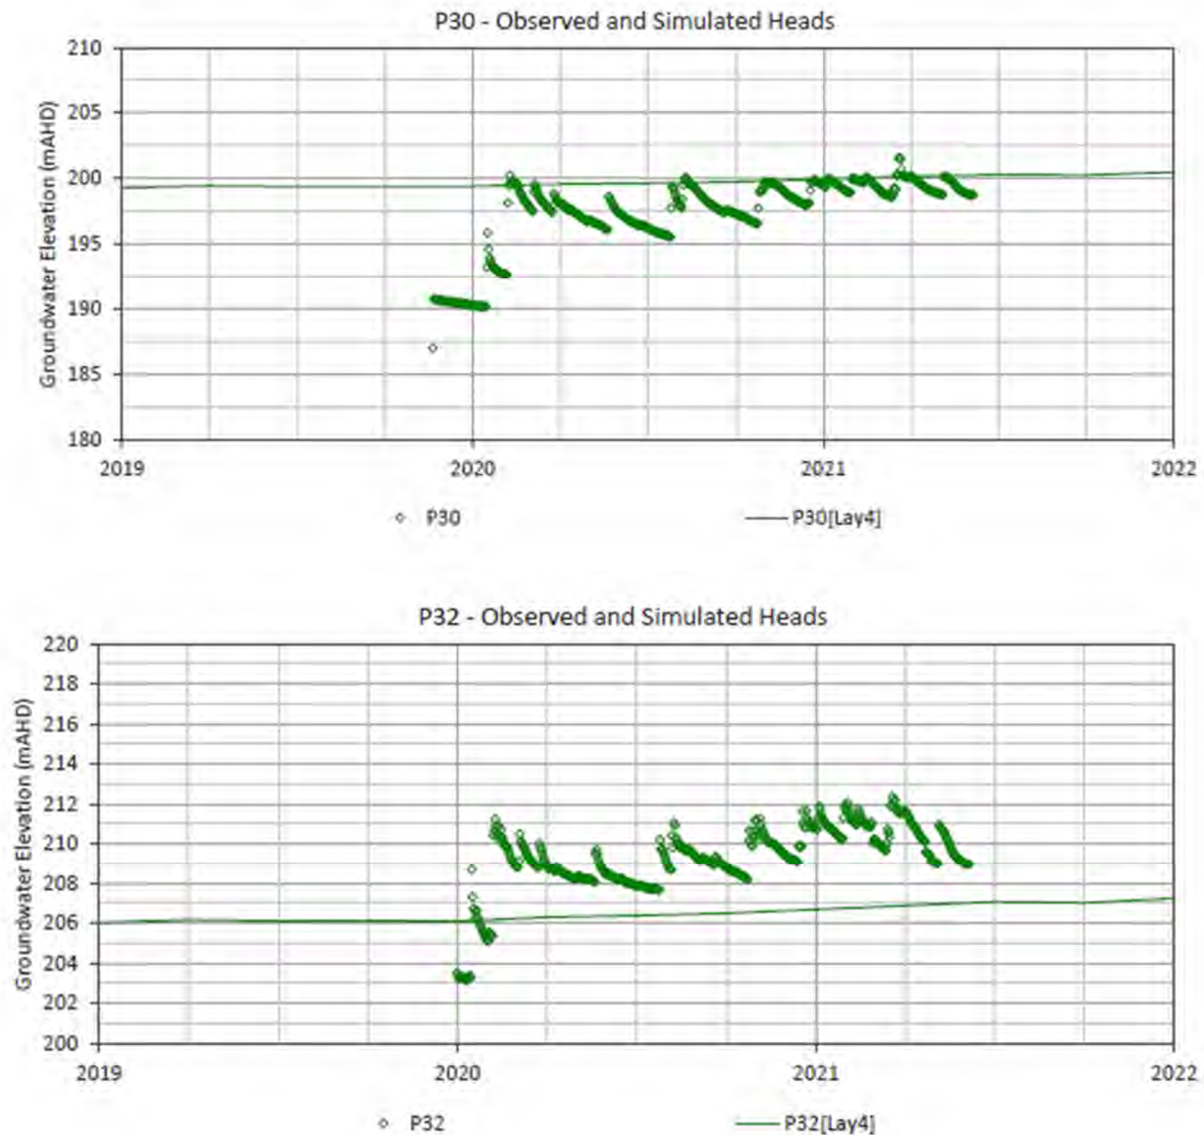 P30 - Observed and Simulated Heads
Groundwater Elevation (mAHD)
210
205
200
195
190
185
180
2019 2020 2021 2022
P30 P30[Lay4]
P32 - Observed and Simulated Heads
Groundwater Elevation (mAHD)
220
218
216
214
212
210
208
206
204
202
200
2019 2020 2021 2022
P32 P32[Lay4]